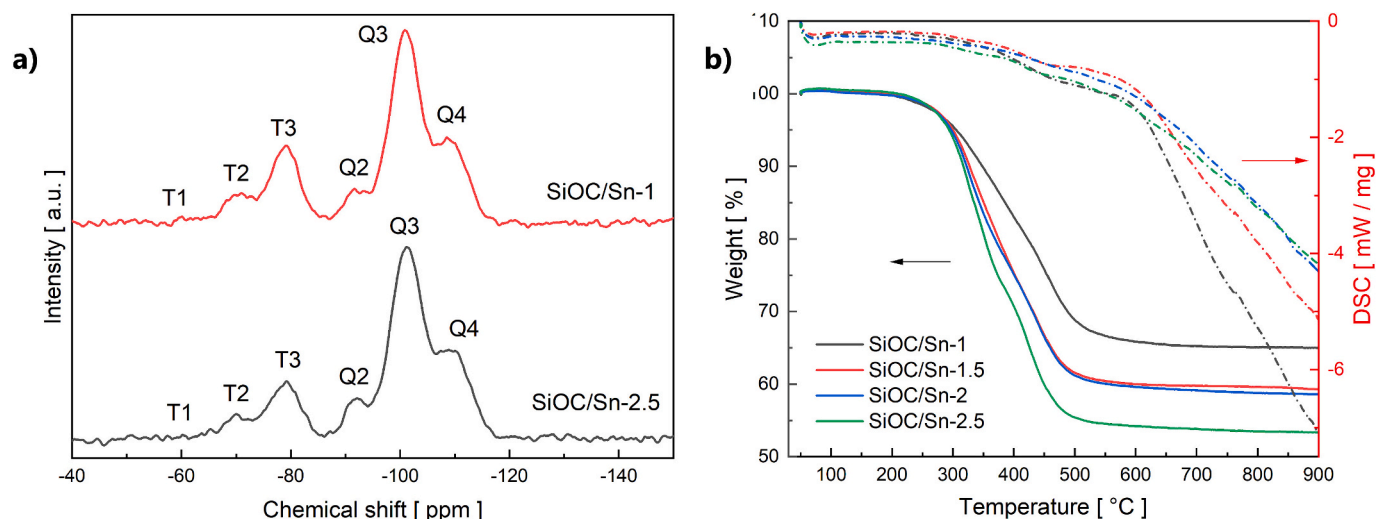 a)
Intensity [ a.u. ]
T1
T2
T3
Q2
Q3
Q4
SiOC/Sn-1
T1
T2
T3
Q2
Q3
Q4
SiOC/Sn-2.5
-40 -60 -80 -100 -120 -140
Chemical shift [ ppm ]
b)
Weight [ % ]
110
100
90
80
70
60
50
0
-2
-4
-6
DSC [ mW / mg ]
SiOC/Sn-1
SiOC/Sn-1.5
SiOC/Sn-2
SiOC/Sn-2.5
100 200 300 400 500 600 700 800 900
Temperature [ °C ]